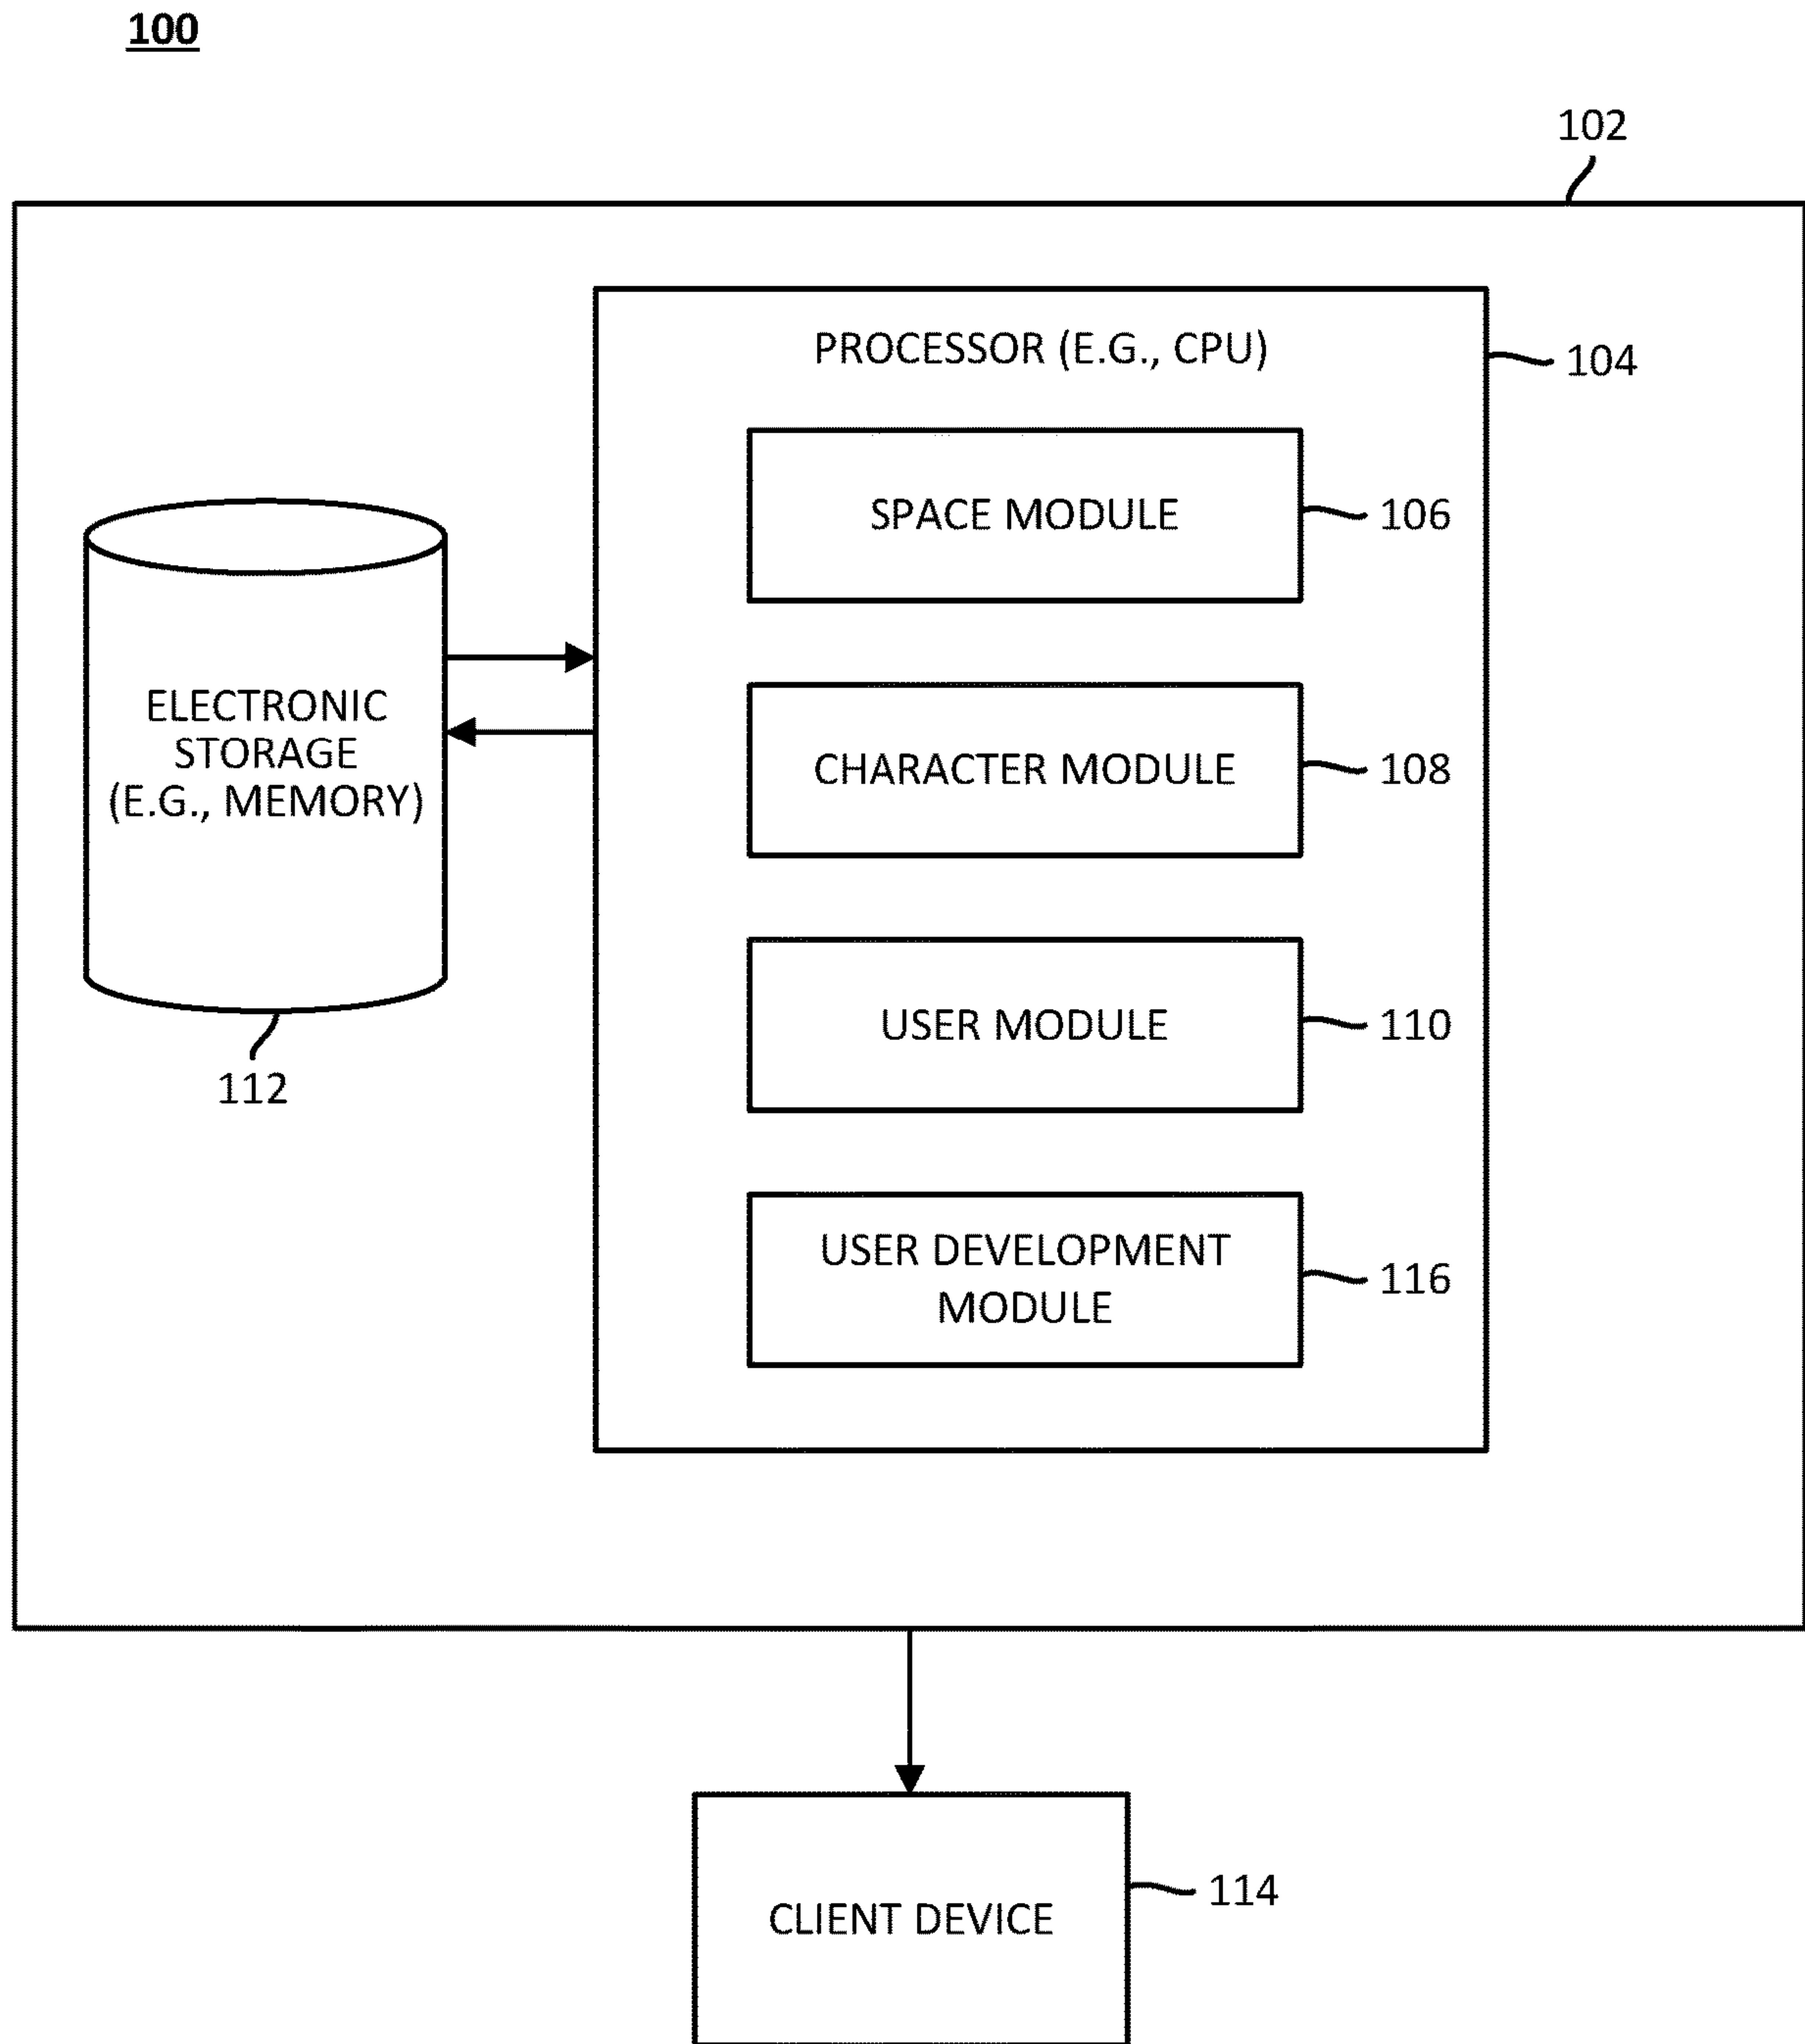 100
102
PROCESSOR (E.G., CPU)
104
SPACE MODULE
106
ELECTRONIC
STORAGE
(E.G., MEMORY)
CHARACTER MODULE
108
USER MODULE
110
112
USER DEVELOPMENT
MODULE
116
CLIENT DEVICE
114